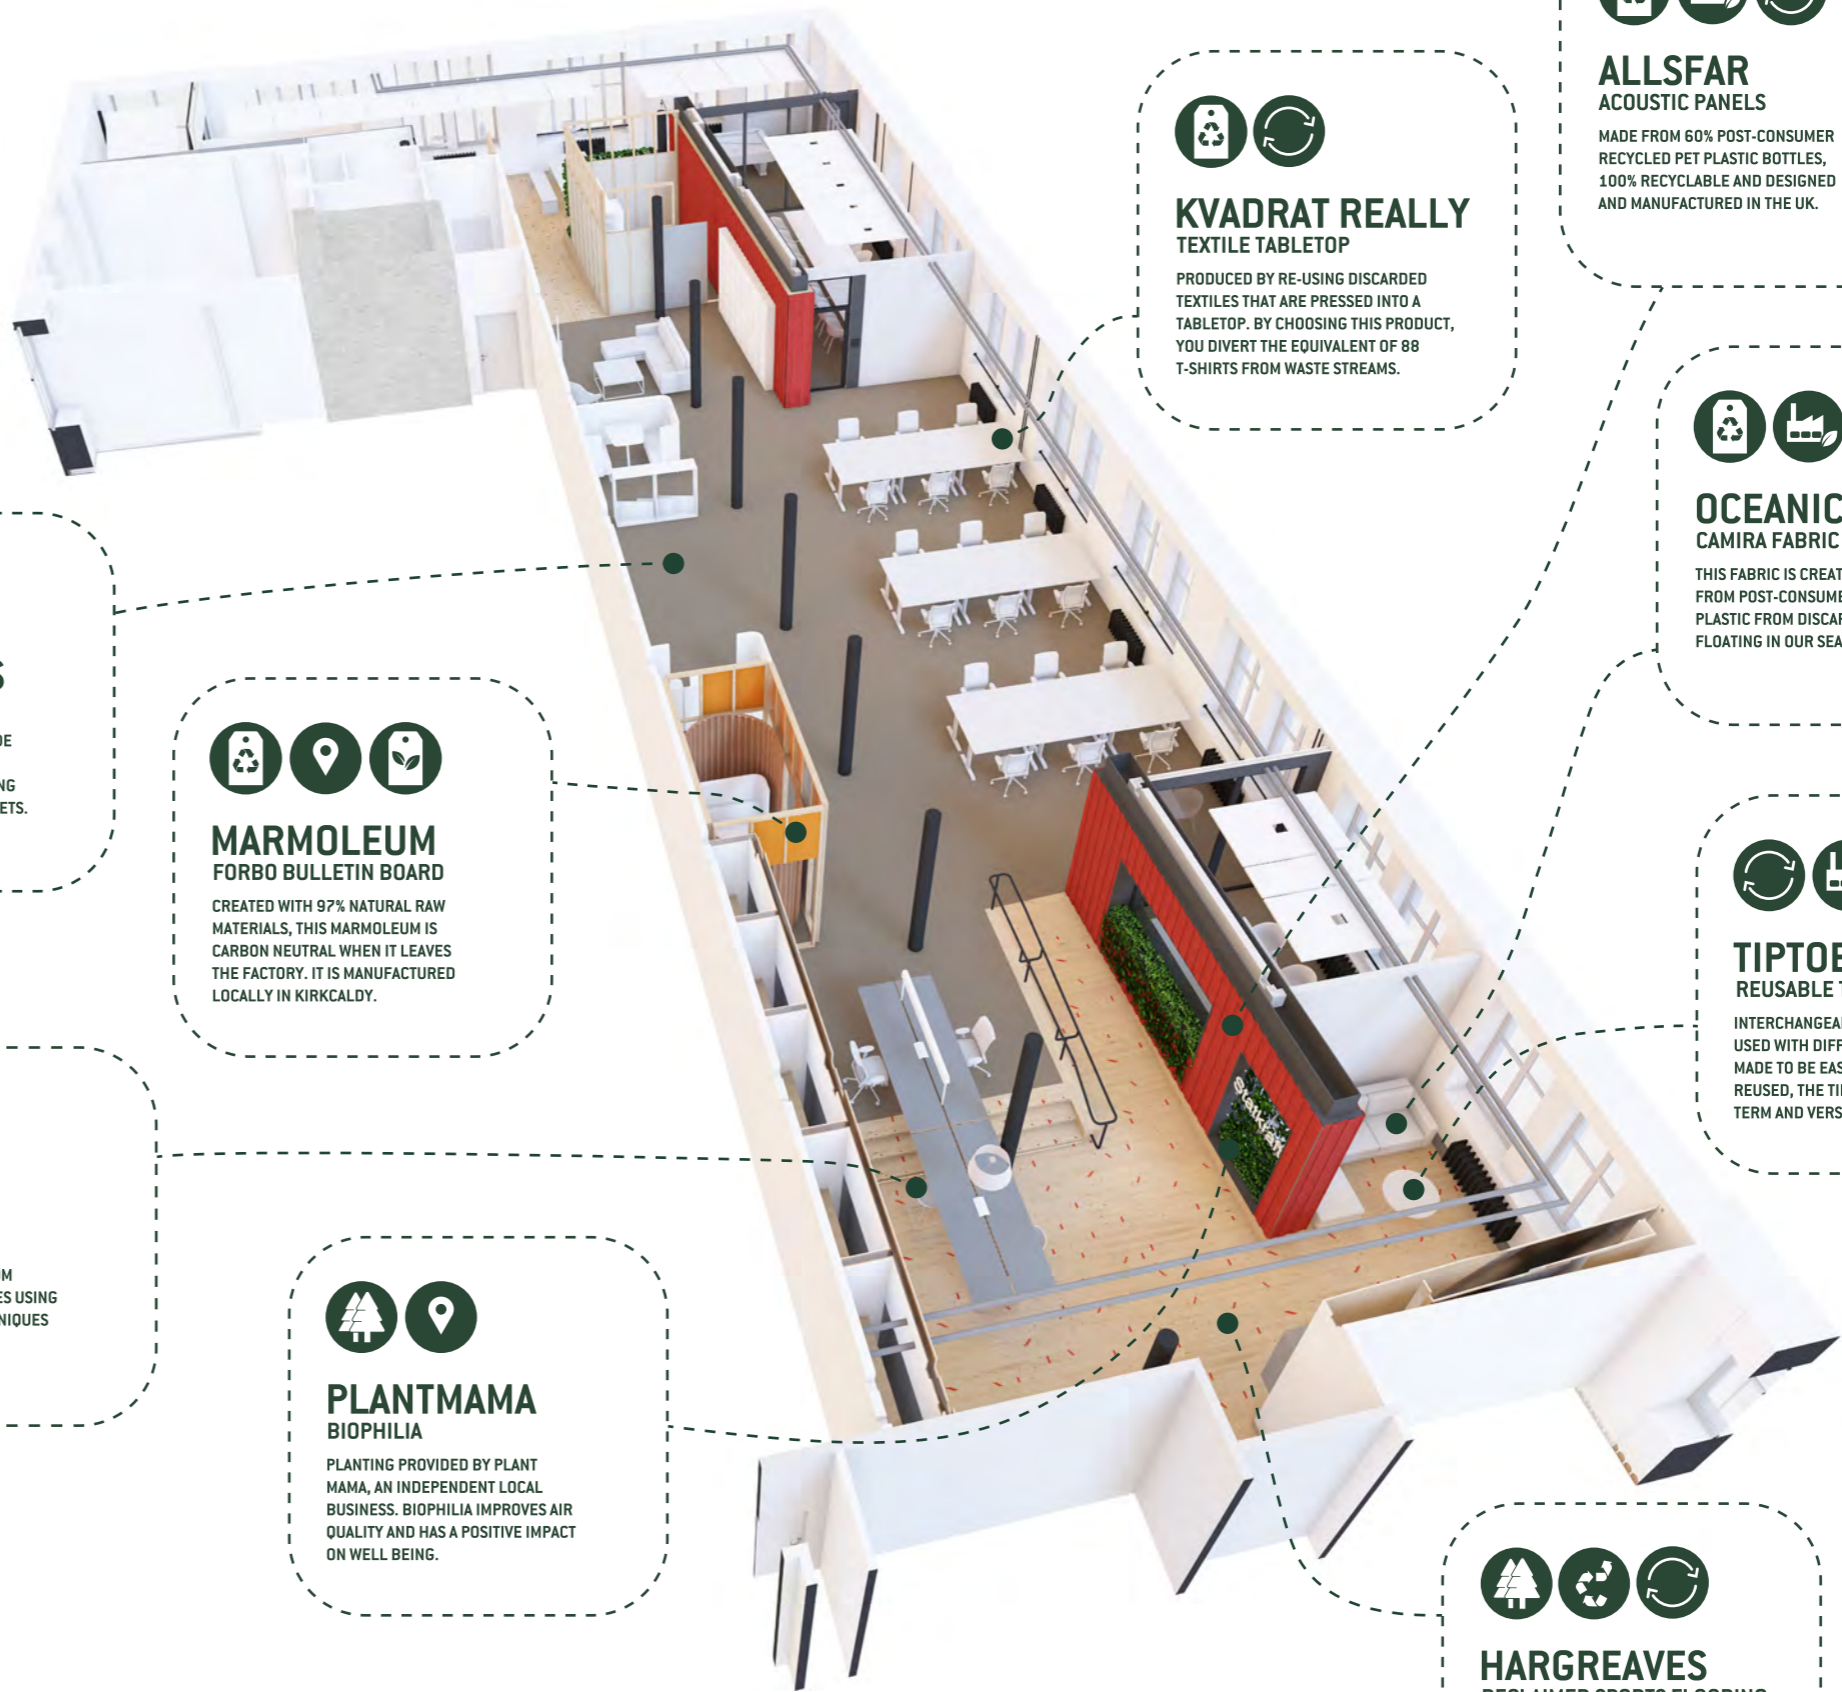 ALLSFAR
ACOUSTIC PANELS
MADE FROM 60% POST-CONSUMER
RECYCLED PET PLASTIC BOTTLES,
100% RECYCLABLE AND DESIGNED
AND MANUFACTURED IN THE UK.
KVADRAT REALLY
TEXTILE TABLETOP
PRODUCED BY RE-USING DISCARDED
TEXTILES THAT ARE PRESSED INTO A
TABLETOP. BY CHOOSING THIS PRODUCT,
YOU DIVERT THE EQUIVALENT OF 88
T-SHIRTS FROM WASTE STREAMS.
OCEANIC
CAMIRA FABRIC
THIS FABRIC IS CREAT
FROM POST-CONSUME
PLASTIC FROM DISCAR
FLOATING IN OUR SEA
S
DE
NG
ETS.
MARMOLEUM
FORBO BULLETIN BOARD
CREATED WITH 97% NATURAL RAW
MATERIALS, THIS MARMOLEUM IS
CARBON NEUTRAL WHEN IT LEAVES
THE FACTORY. IT IS MANUFACTURED
LOCALLY IN KIRKCALDY.
TIPTOE
REUSABLE T
INTERCHANGEA
USED WITH DIFF
MADE TO BE EAS
REUSED, THE TI
TERM AND VERS
Statkraft
OM
ES USING
NIQUES
PLANTMAMA
BIOPHILIA
PLANTING PROVIDED BY PLANT
MAMA, AN INDEPENDENT LOCAL
BUSINESS. BIOPHILIA IMPROVES AIR
QUALITY AND HAS A POSITIVE IMPACT
ON WELL BEING.
HARGREAVES
RECLAIMED SPORTS FLOORING